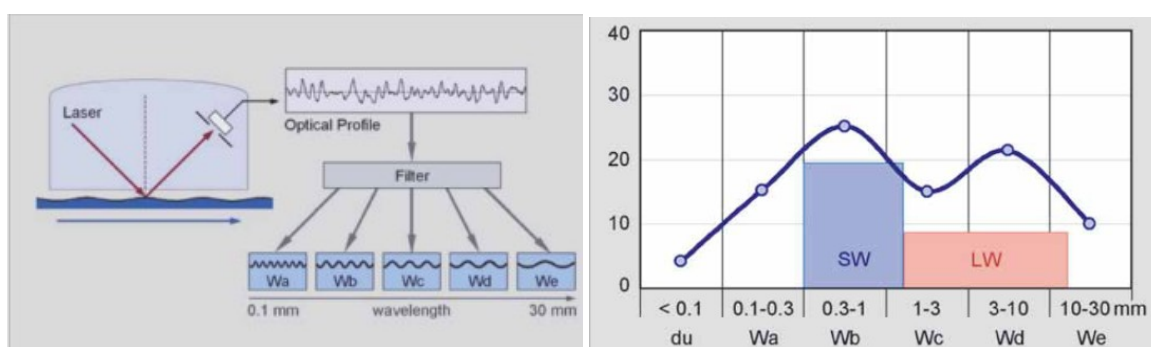 Laser
Optical Profile
Filter
Wa Wb Wc Wd We
0.1 mm wavelength 30 mm
40
30
20
10
0
SW LW
< 0.1 0.1-0.3 0.3-1 1-3 3-10 10-30 mm
du Wa Wb Wc Wd We